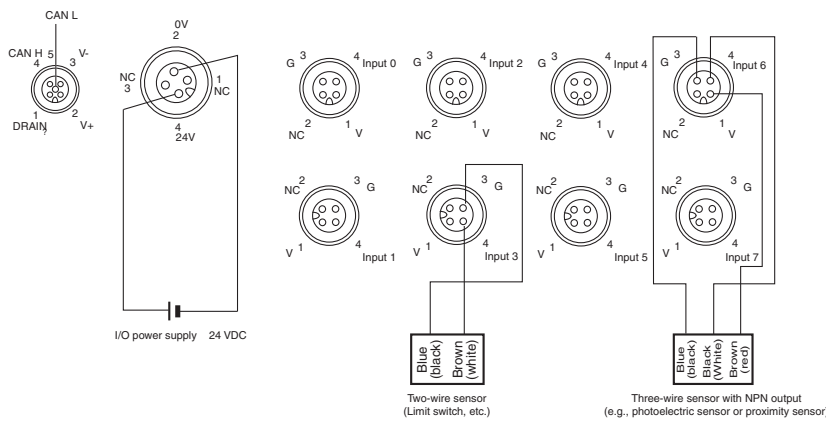 CAN L
CAN H
5
V-
4
3
1
2
DRAIN
?
V+
0V
2
NC
3
1
NC
4
24V
I/O power supply 24 VDC
G
3
4
Input 0
2
NC
1
V
G
3
4
Input 2
2
NC
1
V
G
3
4
Input 4
2
NC
1
V
G
3
4
Input 6
2
NC
1
V
NC
2
3
G
V
1
4
Input 1
NC
2
3
G
V
1
4
Input 3
NC
2
3
G
V
1
4
Input 5
NC
2
3
G
V
1
4
Input 7
Blue
(black)
Brown
(white)
Two-wire sensor
(Limit switch, etc.)
Blue
(black)
Black
(White)
Brown
(red)
Three-wire sensor with NPN output
(e.g., photoelectric sensor or proximity sensor)